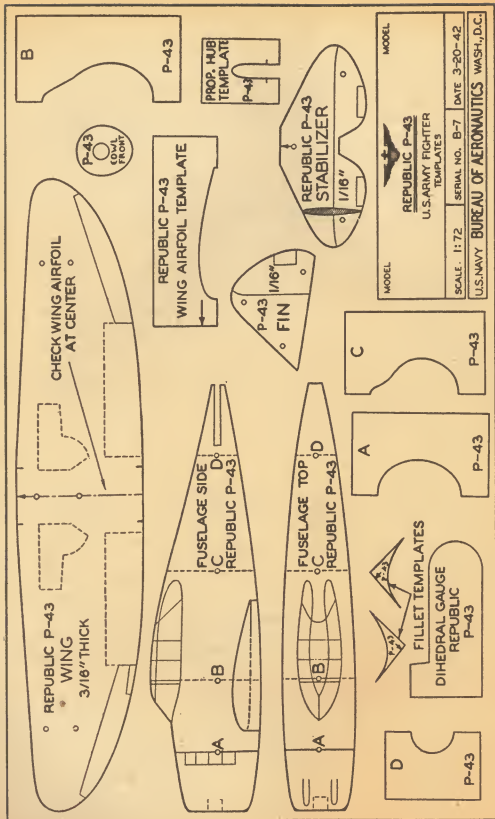 B
P-43
P-43
COWL
FRONT
PROP. HUB
TEMPLATE
P-43
CHECK WING AIRFOIL
AT CENTER
REPUBLIC P-43
WING
3/16" THICK
REPUBLIC P-43
WING AIRFOIL TEMPLATE
REPUBLIC P-43
STABILIZER
1/16"
P-43
1/16"
FIN
FUSELAGE SIDE
REPUBLIC P-43
A
B
C
D
FUSELAGE TOP
REPUBLIC P-43
A
B
C
D
MODEL
MODEL
REPUBLIC P-43
U.S. ARMY FIGHTER
TEMPLATES
SCALE. 1:72
SERIAL NO. B-7
DATE 3-20-42
U.S. NAVY BUREAU OF AERONAUTICS WASH., D.C.
C
P-43
A
P-43
P-43
P-43
FILLET TEMPLATES
DIHEDRAL GAUGE
REPUBLIC
P-43
D
P-43